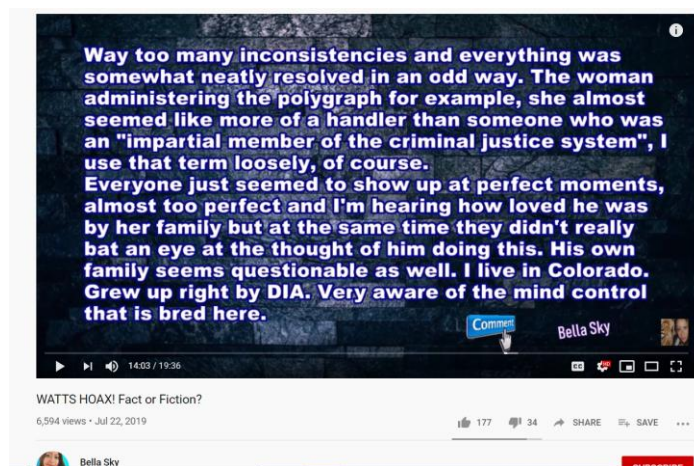 Way too many inconsistencies and everything was
somewhat neatly resolved in an odd way. The woman
administering the polygraph for example, she almost
seemed like more of a handler than someone who was
an "impartial member of the criminal justice system", I
use that term loosely, of course.
Everyone just seemed to show up at perfect moments,
almost too perfect and I'm hearing how loved he was
by her family but at the same time they didn't really
bat an eye at the thought of him doing this. His own
family seems questionable as well. I live in Colorado.
Grew up right by DIA. Very aware of the mind control
that is bred here.
Comment
Bella Sky
14:03 / 19:36
CC
HD
WATTS HOAX! Fact or Fiction?
6,594 views • Jul 22, 2019
177
34
SHARE
SAVE
Bella Sky
SUBSCRIBE